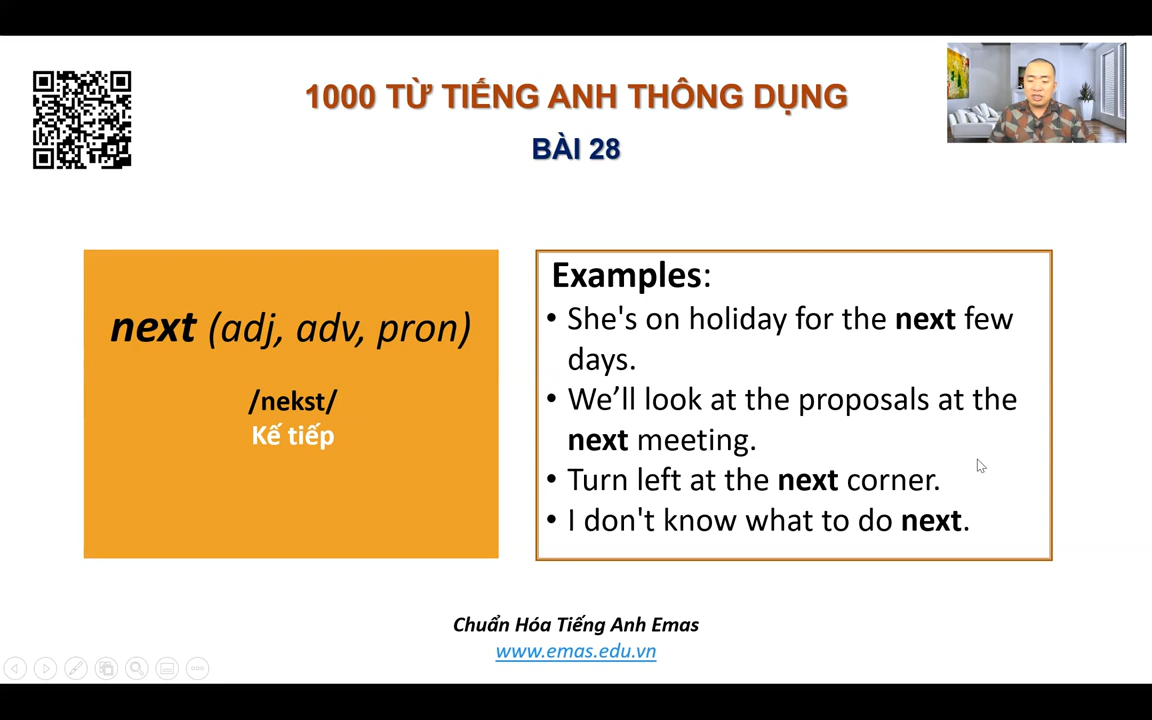 1000 TỪ TIẾNG ANH THÔNG DỤNG
BÀI 28
next (adj, adv, pron)
/nekst/
Kế tiếp
Examples:
• She's on holiday for the next few
days.
• We’ll look at the proposals at the
next meeting.
• Turn left at the next corner.
• I don't know what to do next.
Chuẩn Hóa Tiếng Anh Emas
www.emas.edu.vn